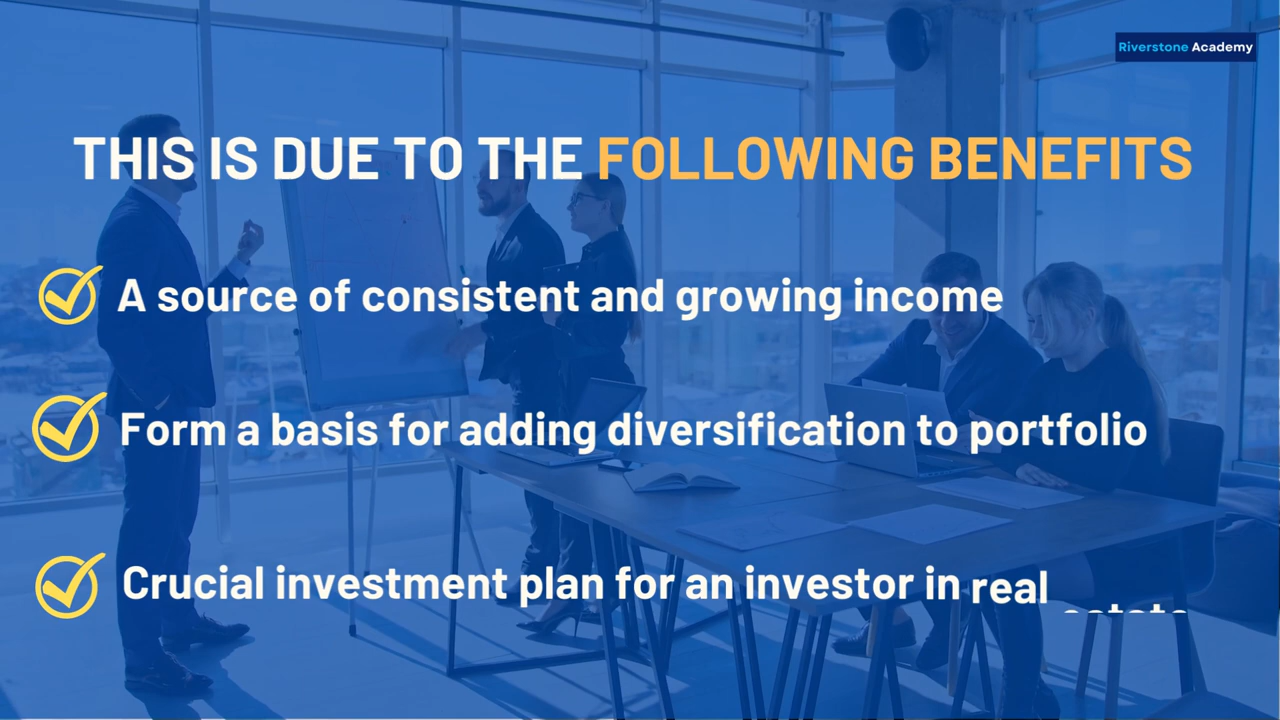 Riverstone Academy
THIS IS DUE TO THE FOLLOWING BENEFITS
A source of consistent and growing income
Form a basis for adding diversification to portfolio
Crucial investment plan for an investor in real